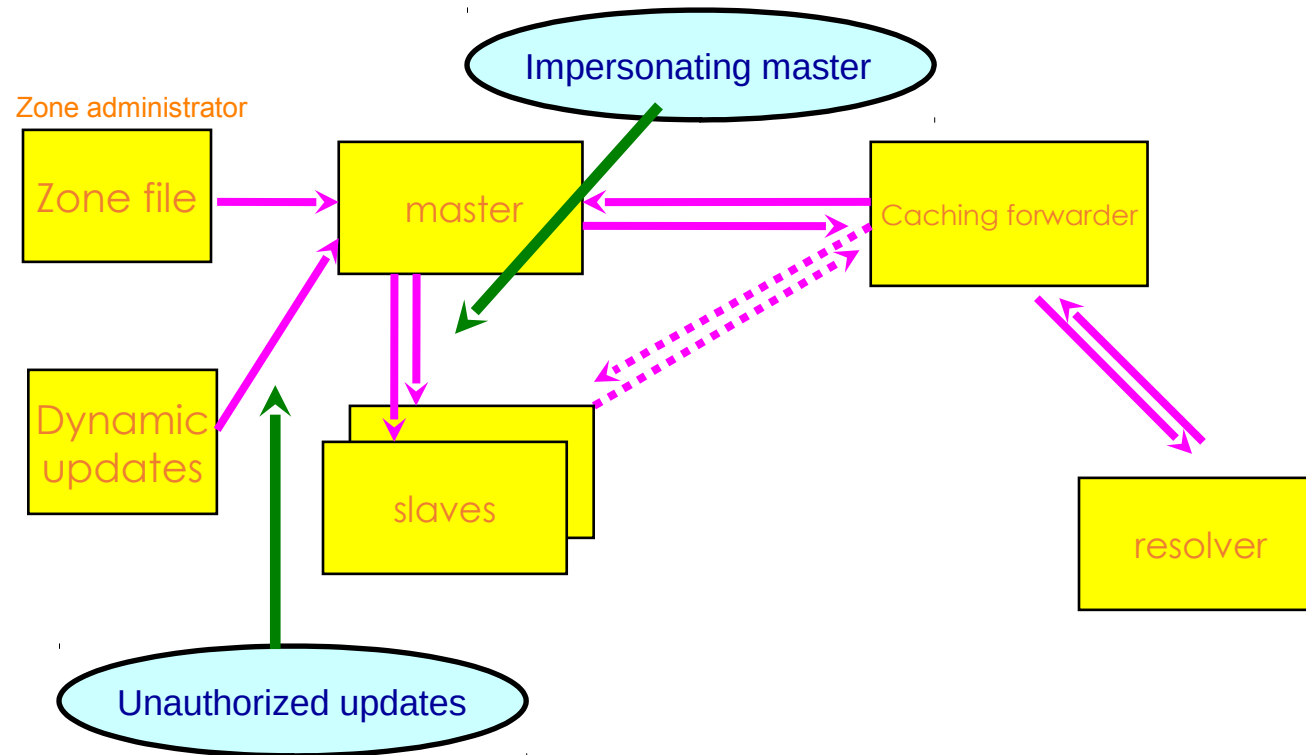 Impersonating master
Zone administrator
Zone file
master
Caching forwarder
Dynamic
updates
slaves
resolver
Unauthorized updates